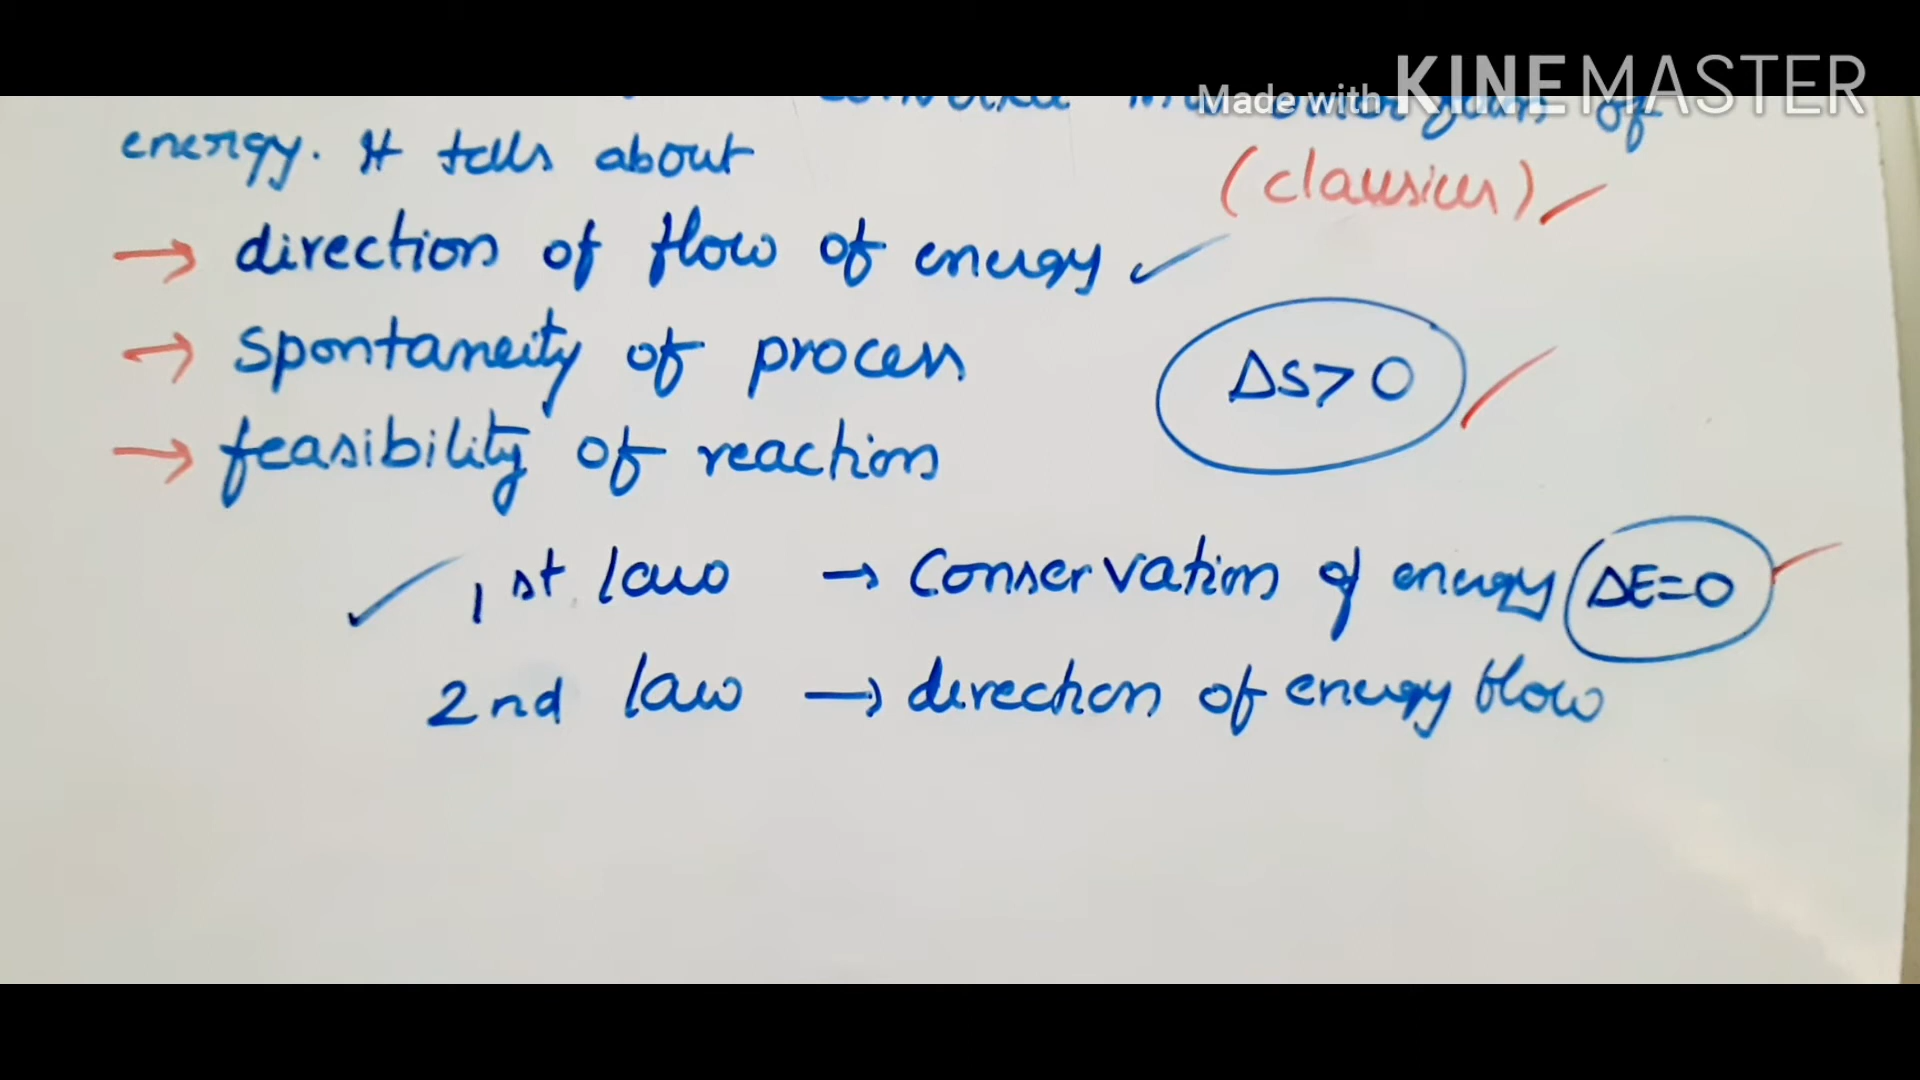 Made with KINEMASTER
of
energy. It tells about
(clausius)
→ direction of flow of energy ✓
→ spontaneity of process
ΔS>0
→ feasibility of reaction
✓ 1st law → Conservation of energy ΔE=0
2nd law → direction of energy flow